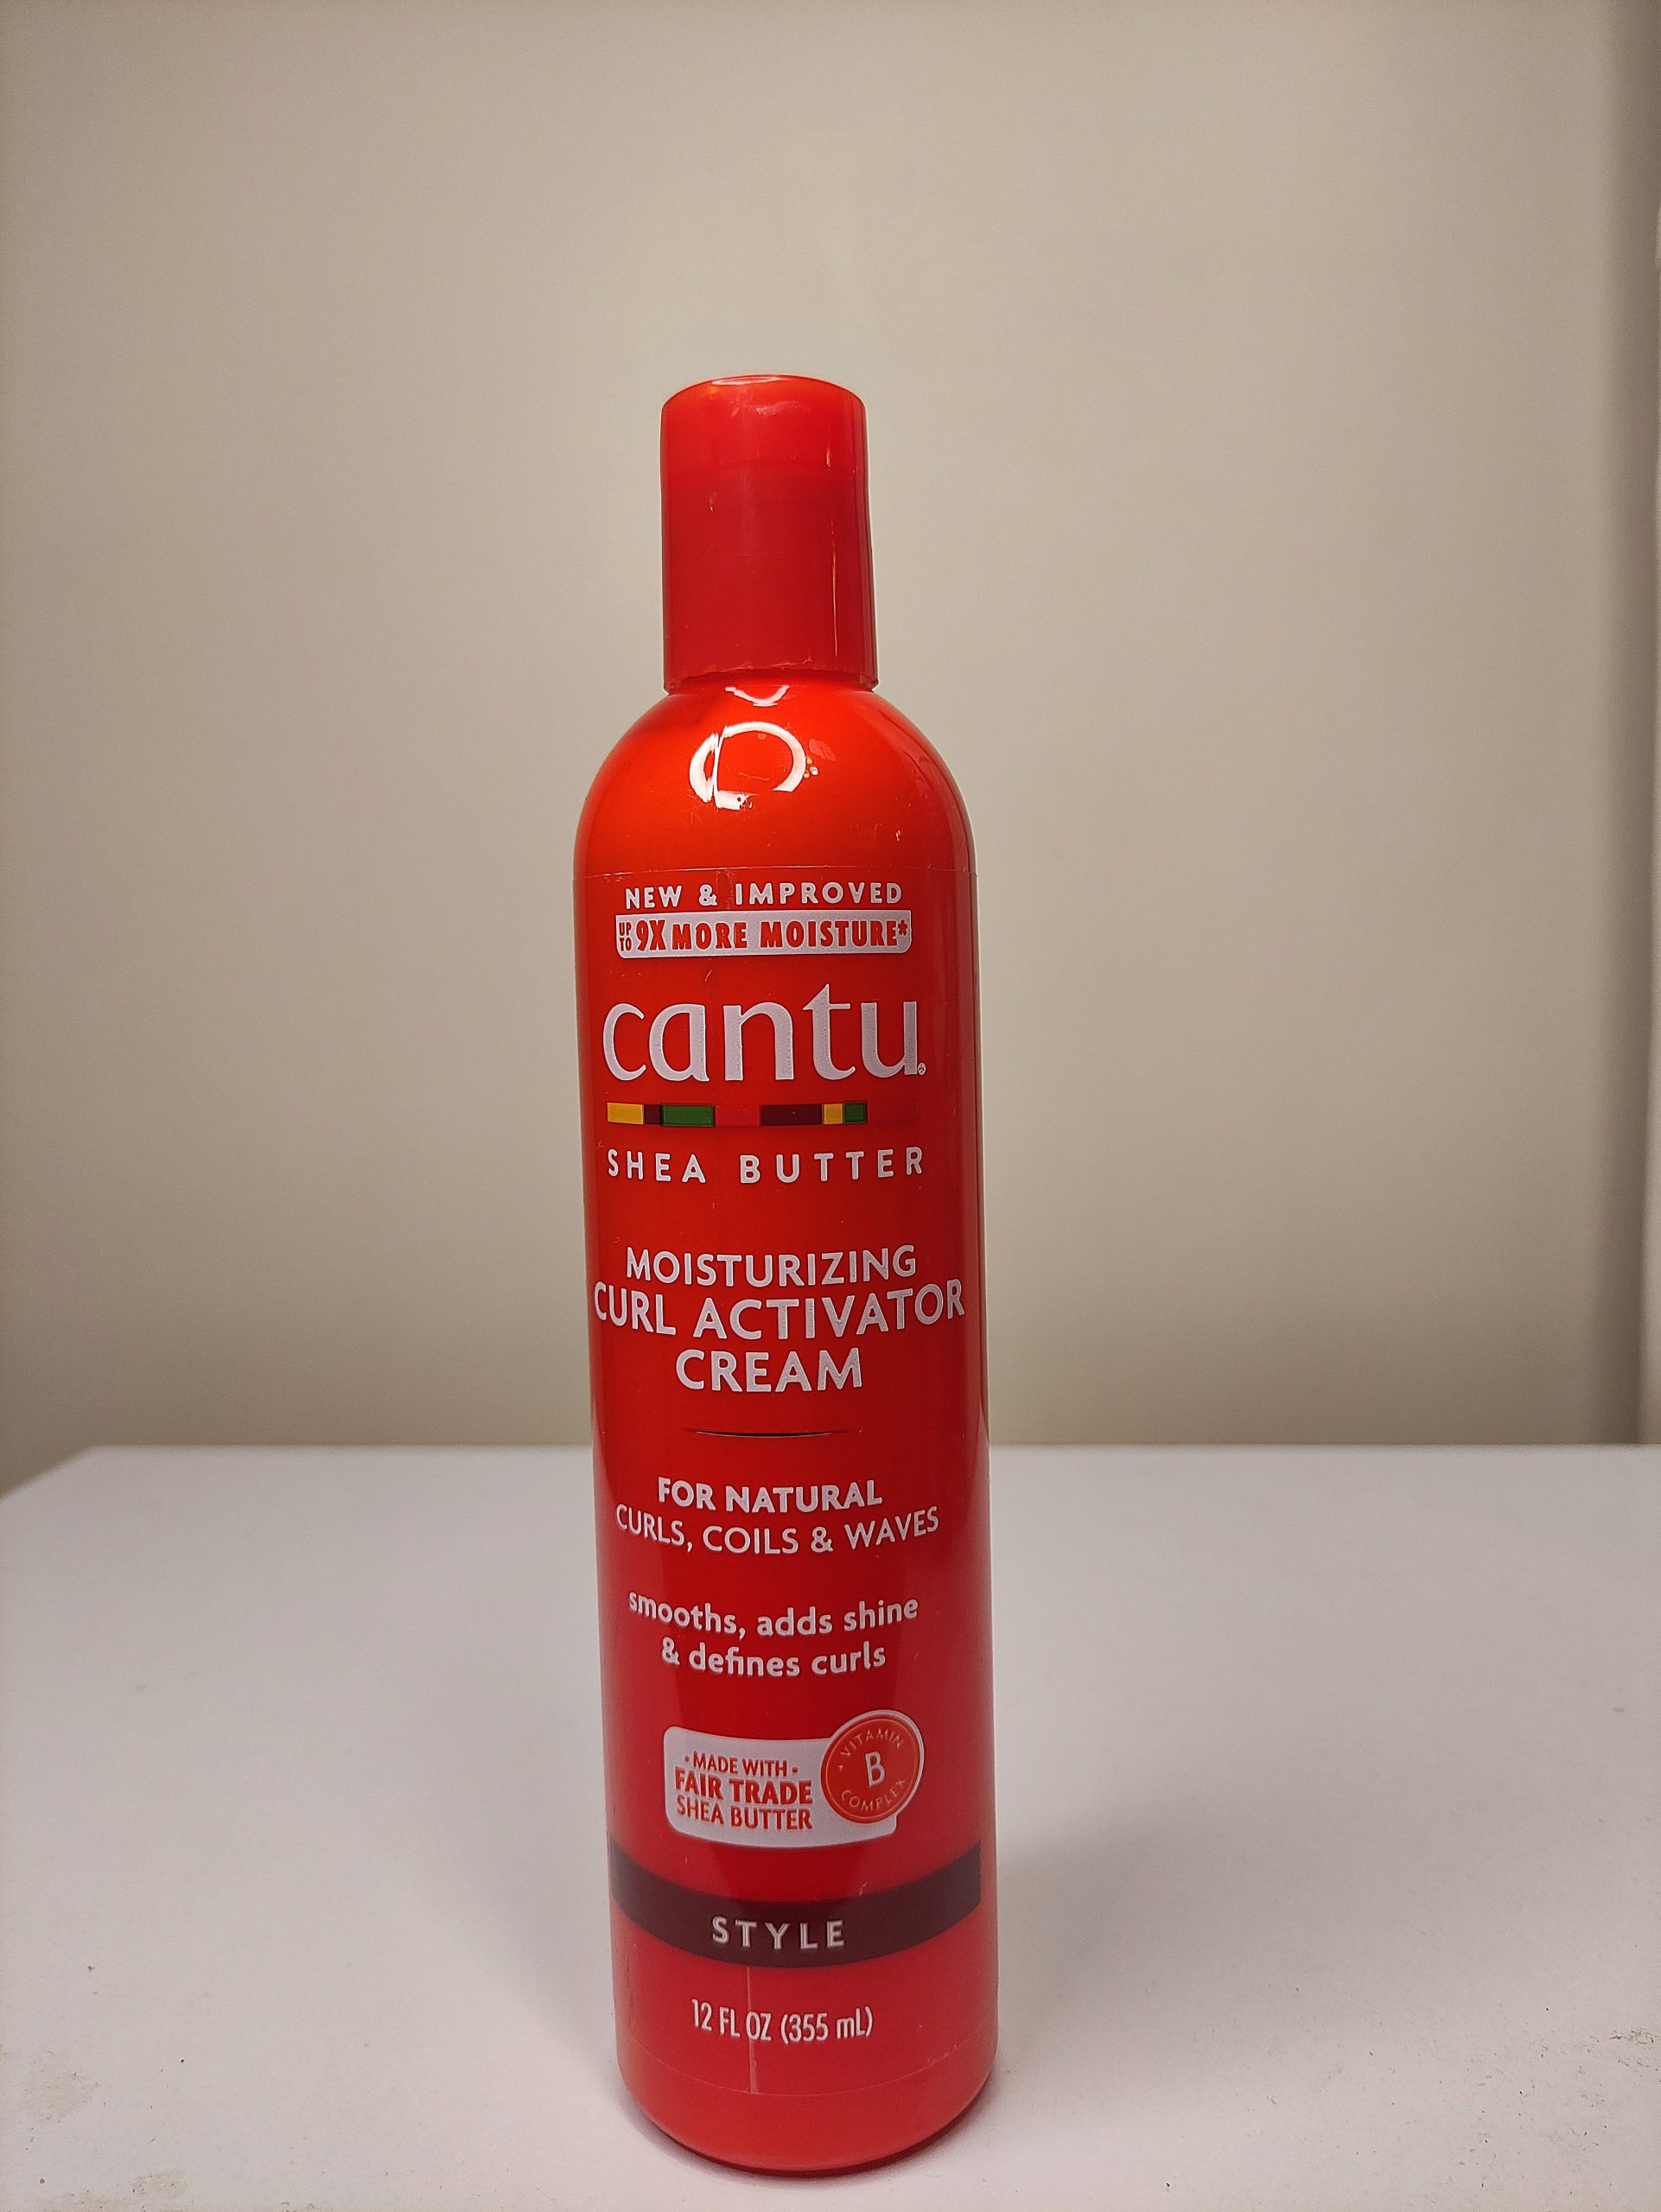 NEW & IMPROVED
UP TO 9X MORE MOISTURE*
cantu®
SHEA BUTTER
MOISTURIZING
CURL ACTIVATOR
CREAM
FOR NATURAL
CURLS, COILS & WAVES
smooths, adds shine
& defines curls
• MADE WITH •
FAIR TRADE
SHEA BUTTER
• VITAMIN •
B
COMPLEX
STYLE
12 FL OZ (355 mL)